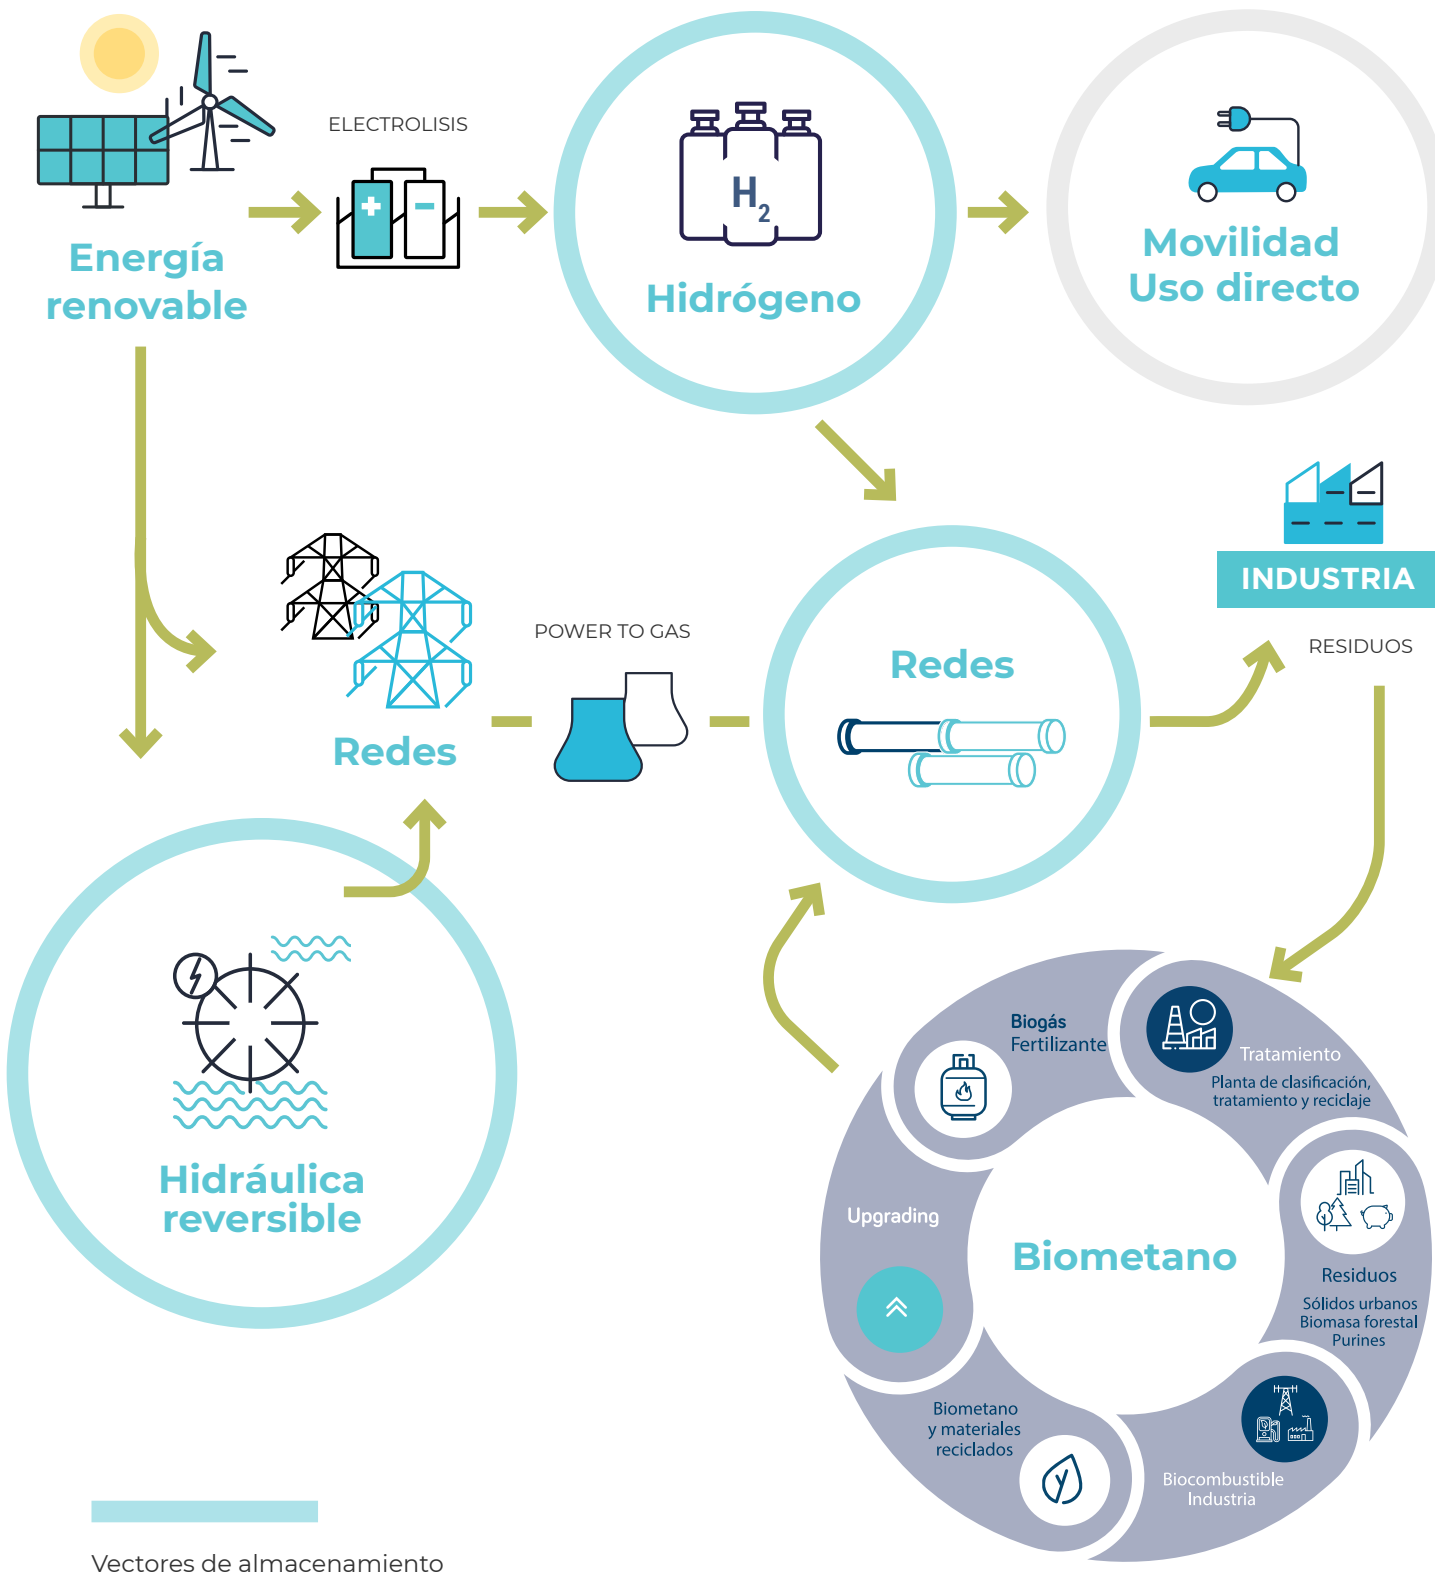 ELECTROLISIS
Energía
renovable
H2
Hidrógeno
Movilidad
Uso directo
INDUSTRIA
RESIDUOS
Redes
POWER TO GAS
Redes
Hidráulica
reversible
Biogás
Fertilizante
Tratamiento
Planta de clasificación,
tratamiento y reciclaje
Upgrading
Biometano
Residuos
Sólidos urbanos
Biomasa forestal
Purines
Biometano
y materiales
reciclados
Biocombustible
Industria
Vectores de almacenamiento